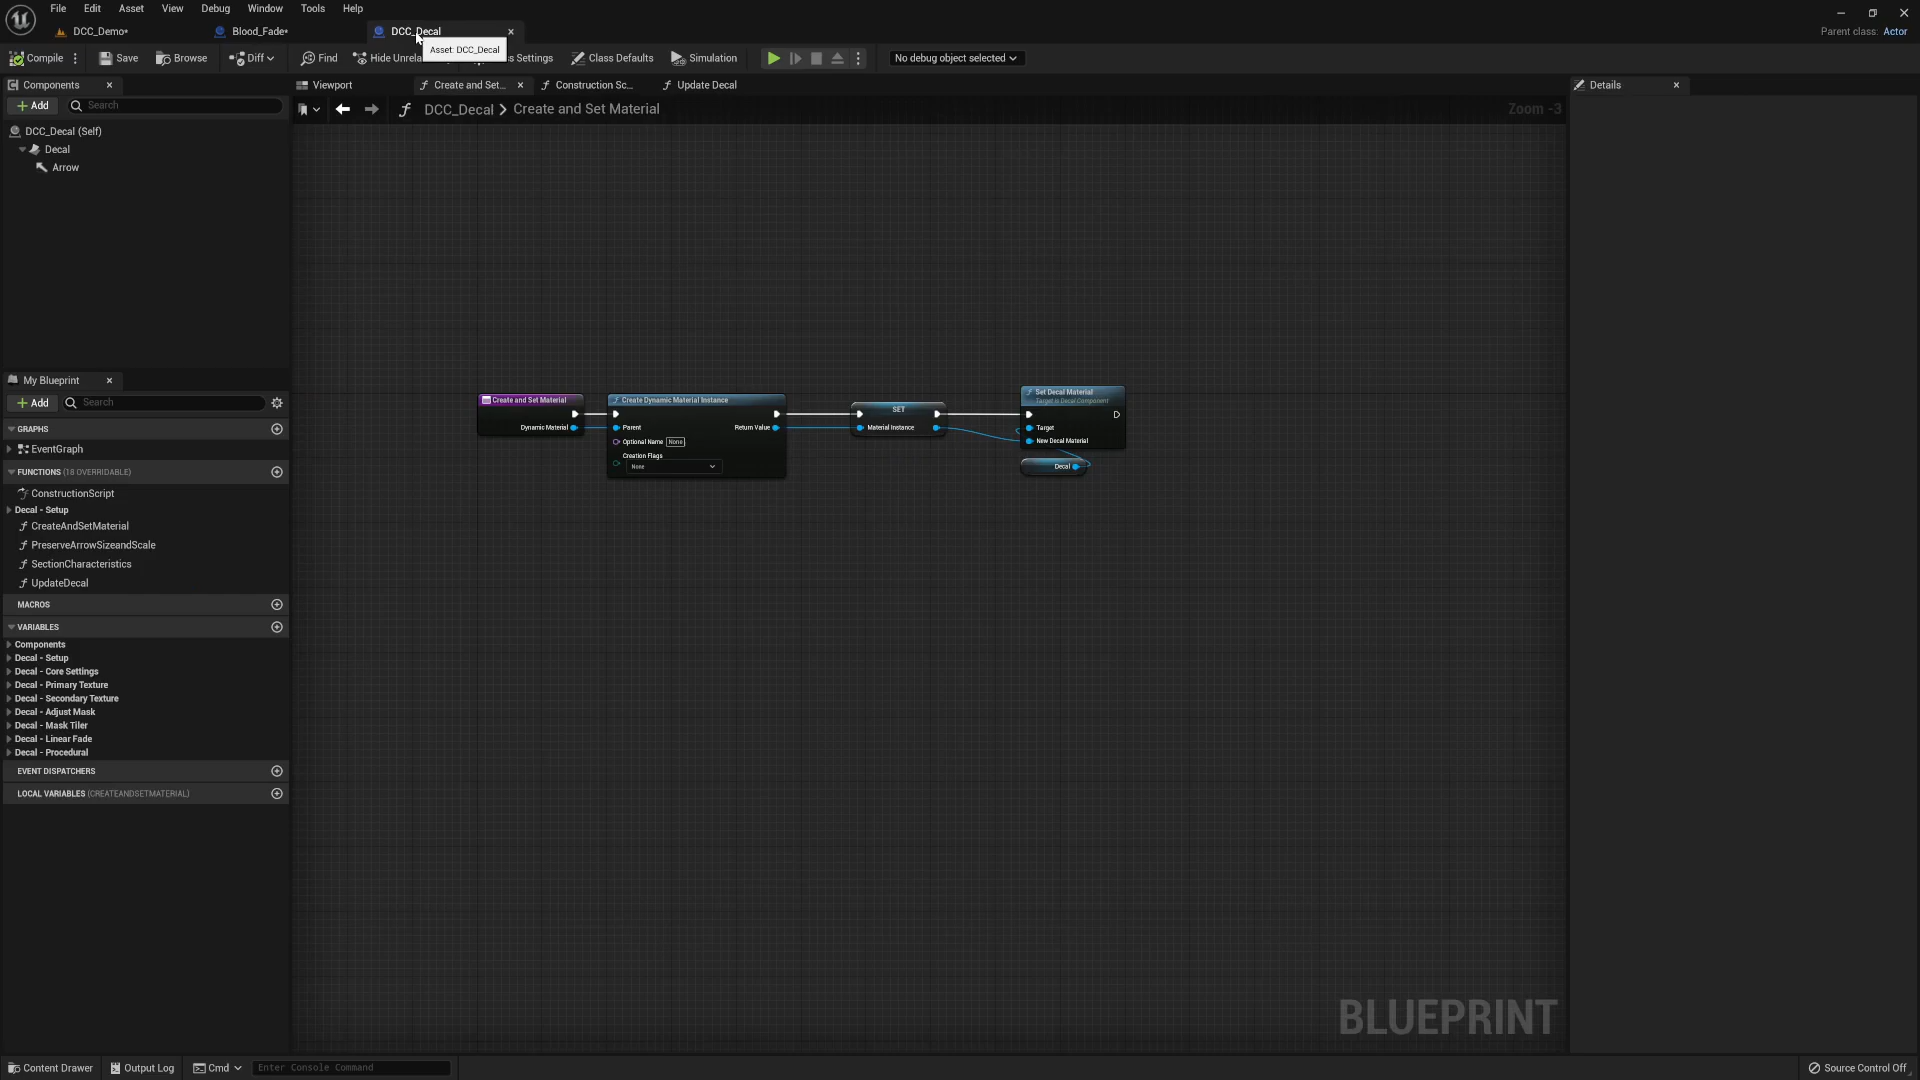 File Edit Asset View Debug Window Tools Help
DCC_Demo* Blood_Fade* DCC_Decal
Parent class: Actor
Asset: DCC_Decal
Compile Save Browse Diff Find Hide Unrela s Settings Class Defaults Simulation No debug object selected
Components
Viewport Create and Set... Construction Sc... Update Decal
Details
Add Search
DCC_Decal > Create and Set Material
Zoom -3
DCC_Decal (Self)
Decal
Arrow
My Blueprint
Add Search
GRAPHS
EventGraph
FUNCTIONS (18 OVERRIDABLE)
ConstructionScript
Decal - Setup
CreateAndSetMaterial
PreserveArrowSizeandScale
SectionCharacteristics
UpdateDecal
MACROS
VARIABLES
Components
Decal - Setup
Decal - Core Settings
Decal - Primary Texture
Decal - Secondary Texture
Decal - Adjust Mask
Decal - Mask Tiler
Decal - Linear Fade
Decal - Procedural
EVENT DISPATCHERS
LOCAL VARIABLES (CREATEANDSETMATERIAL)
Create and Set Material
Dynamic Material
Create Dynamic Material Instance
Parent
Return Value
Optional Name None
Creation Flags
None
SET
Material Instance
Set Decal Material
Target is Decal Component
Target
New Decal Material
Decal
BLUEPRINT
Content Drawer Output Log Cmd Enter Console Command
Source Control Off